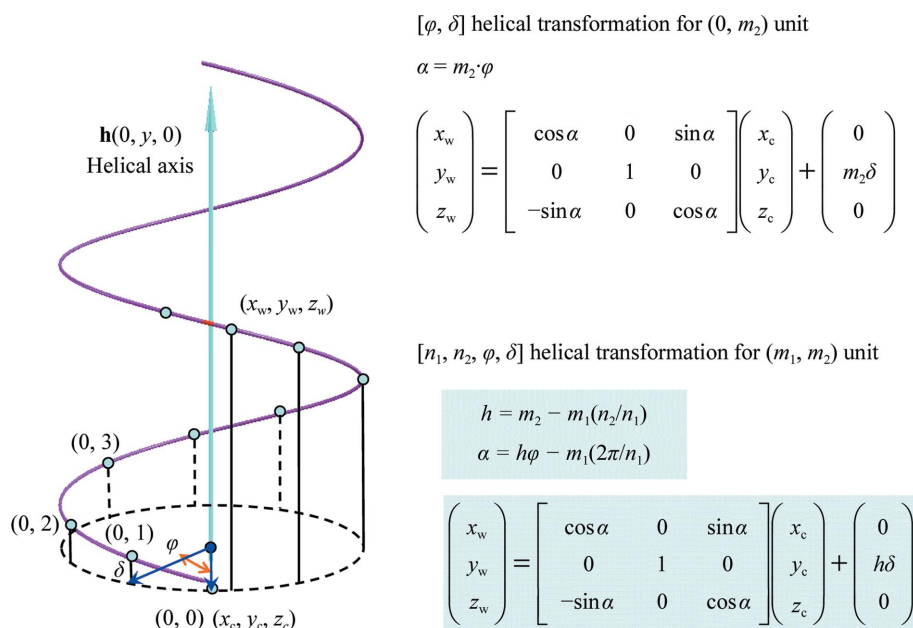 [φ, δ] helical transformation for (0, m₂) unit
α = m₂·φ
x_w y_w z_w = cosα 0 sinα 0 1 0 −sinα 0 cosα x_c y_c z_c + 0 m₂δ 0
h(0, y, 0)
Helical axis
(x_w, y_w, z_w)
(0, 3)
(0, 2)
(0, 1)
φ
δ
(0, 0) (x_c, y_c, z_c)
[n₁, n₂, φ, δ] helical transformation for (m₁, m₂) unit
h = m₂ − m₁(n₂/n₁)
α = hφ − m₁(2π/n₁)
x_w y_w z_w = cosα 0 sinα 0 1 0 −sinα 0 cosα x_c y_c z_c + 0 hδ 0